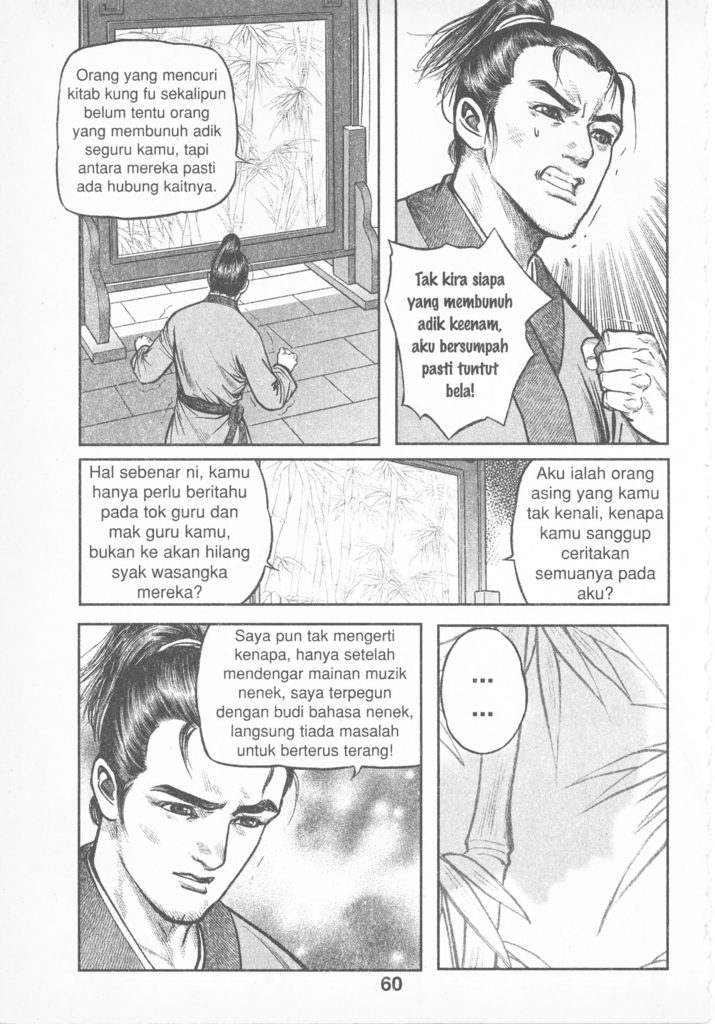 Orang yang mencuri
kitab kung fu sekalipun
belum tentu orang
yang membunuh adik
seguru kamu, tapi
antara mereka pasti
ada hubung kaitnya.
Tak kira siapa
yang membunuh
adik keenam,
aku bersumpah
pasti tuntut
bela!
Hal sebenar ni, kamu
hanya perlu beritahu
pada tok guru dan
mak guru kamu,
bukan ke akan hilang
syak wasangka
mereka?
Aku ialah orang
asing yang kamu
tak kenali, kenapa
kamu sanggup
ceritakan
semuanya pada
aku?
Saya pun tak mengerti
kenapa, hanya setelah
mendengar mainan muzik
nenek, saya terpegun
dengan budi bahasa nenek,
langsung tiada masalah
untuk berterus terang!
...
...
60